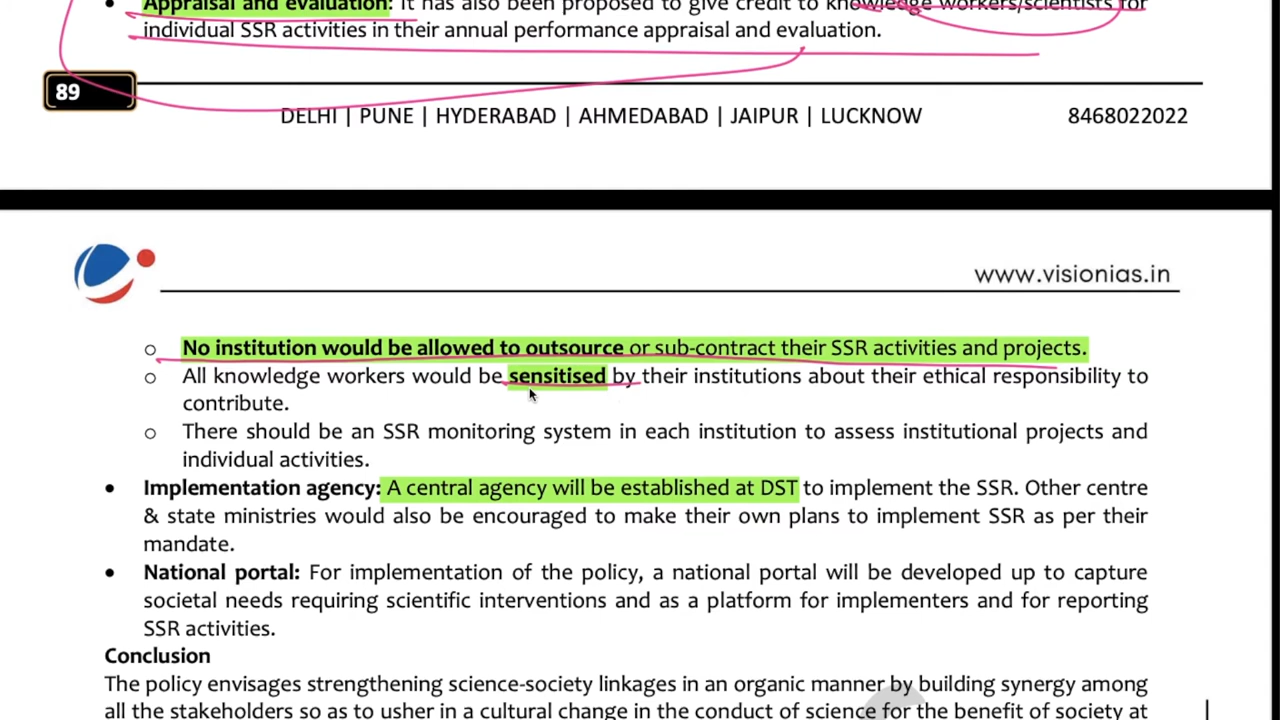 • Appraisal and evaluation: It has also been proposed to give credit to knowledge workers/scientists for
individual SSR activities in their annual performance appraisal and evaluation.
89
DELHI | PUNE | HYDERABAD | AHMEDABAD | JAIPUR | LUCKNOW 8468022022
www.visionias.in
o No institution would be allowed to outsource or sub-contract their SSR activities and projects.
o All knowledge workers would be sensitised by their institutions about their ethical responsibility to
contribute.
o There should be an SSR monitoring system in each institution to assess institutional projects and
individual activities.
• Implementation agency: A central agency will be established at DST to implement the SSR. Other centre
& state ministries would also be encouraged to make their own plans to implement SSR as per their
mandate.
• National portal: For implementation of the policy, a national portal will be developed up to capture
societal needs requiring scientific interventions and as a platform for implementers and for reporting
SSR activities.
Conclusion
The policy envisages strengthening science-society linkages in an organic manner by building synergy among
all the stakeholders so as to usher in a cultural change in the conduct of science for the benefit of society at